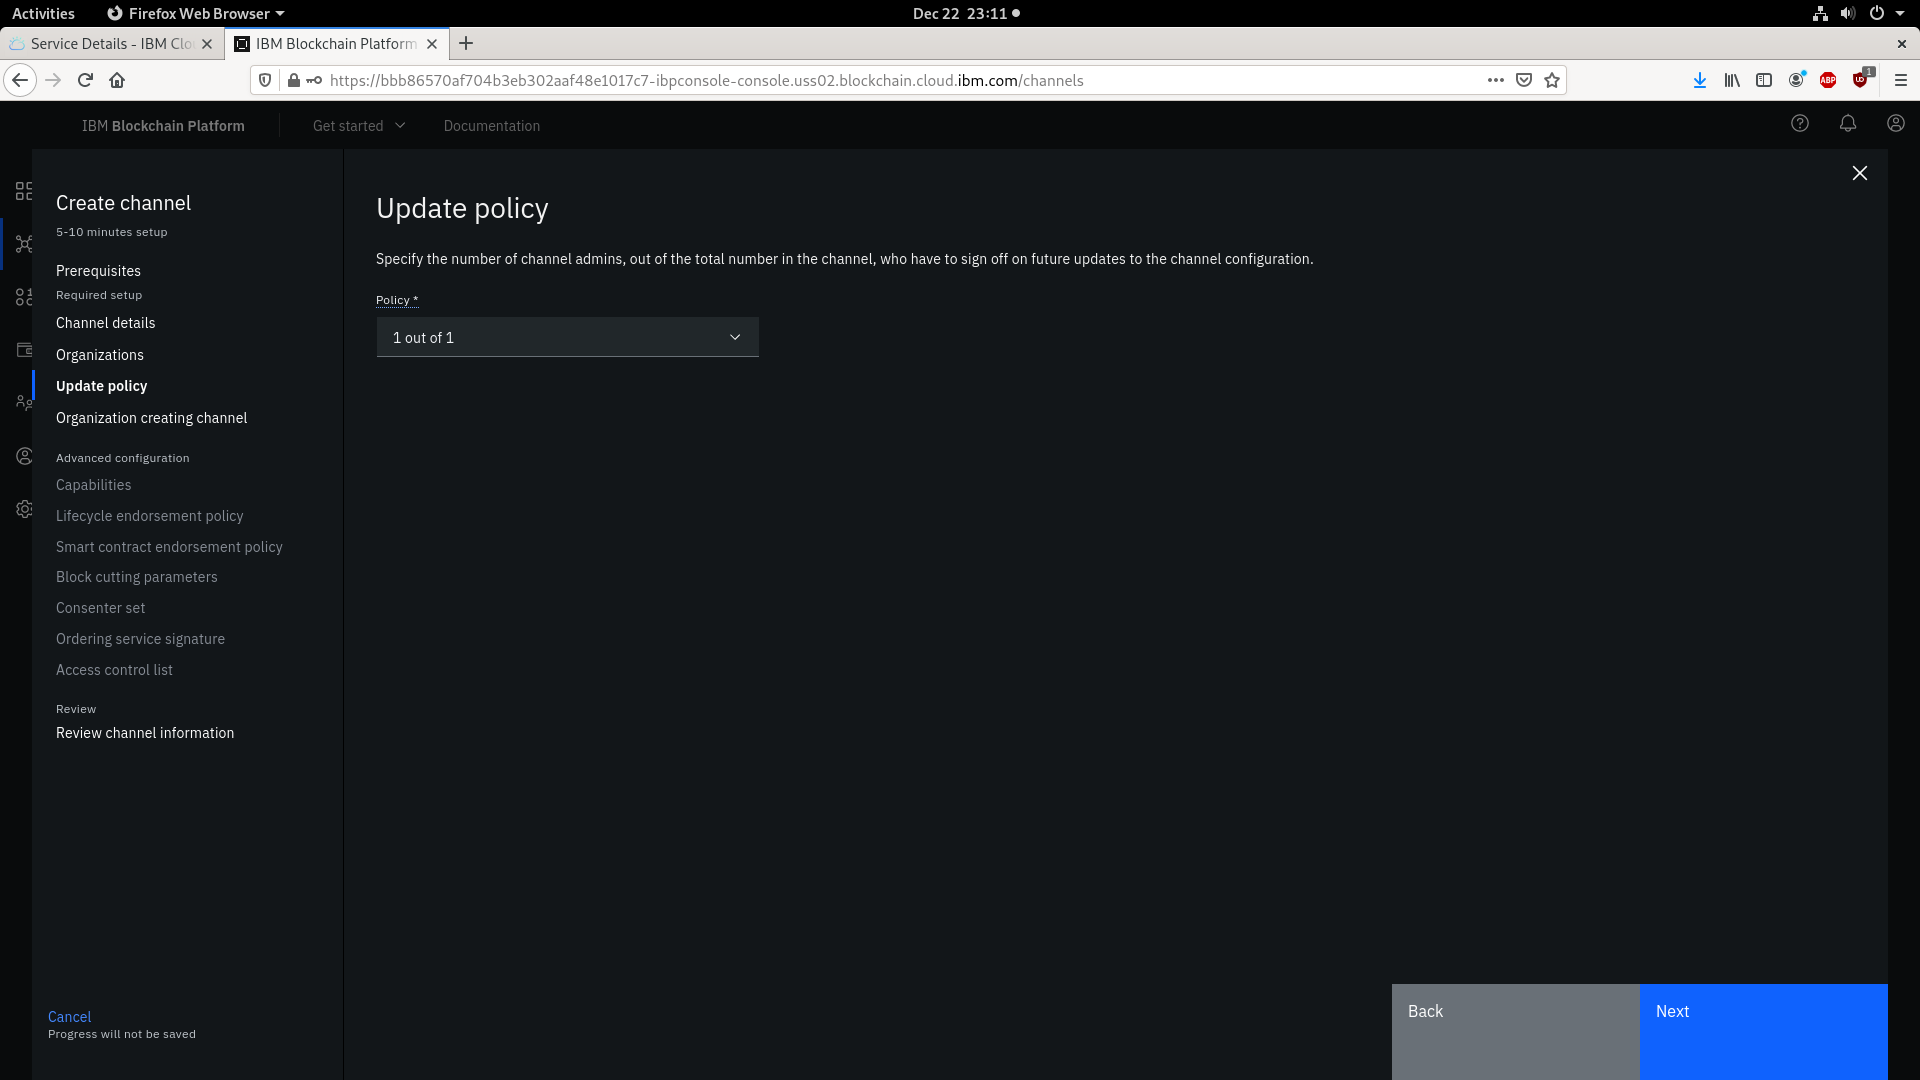 Activities
Firefox Web Browser
Dec 22 23:11
Service Details - IBM Clo
IBM Blockchain Platform
https://bbb86570af704b3eb302aaf48e1017c7-ibpconsole-console.uss02.blockchain.cloud.ibm.com/channels
ABP
1
IBM Blockchain Platform
Get started
Documentation
Create channel
5-10 minutes setup
Prerequisites
Required setup
Channel details
Organizations
Update policy
Organization creating channel
Advanced configuration
Capabilities
Lifecycle endorsement policy
Smart contract endorsement policy
Block cutting parameters
Consenter set
Ordering service signature
Access control list
Review
Review channel information
Cancel
Progress will not be saved
Update policy
Specify the number of channel admins, out of the total number in the channel, who have to sign off on future updates to the channel configuration.
Policy *
1 out of 1
Back
Next